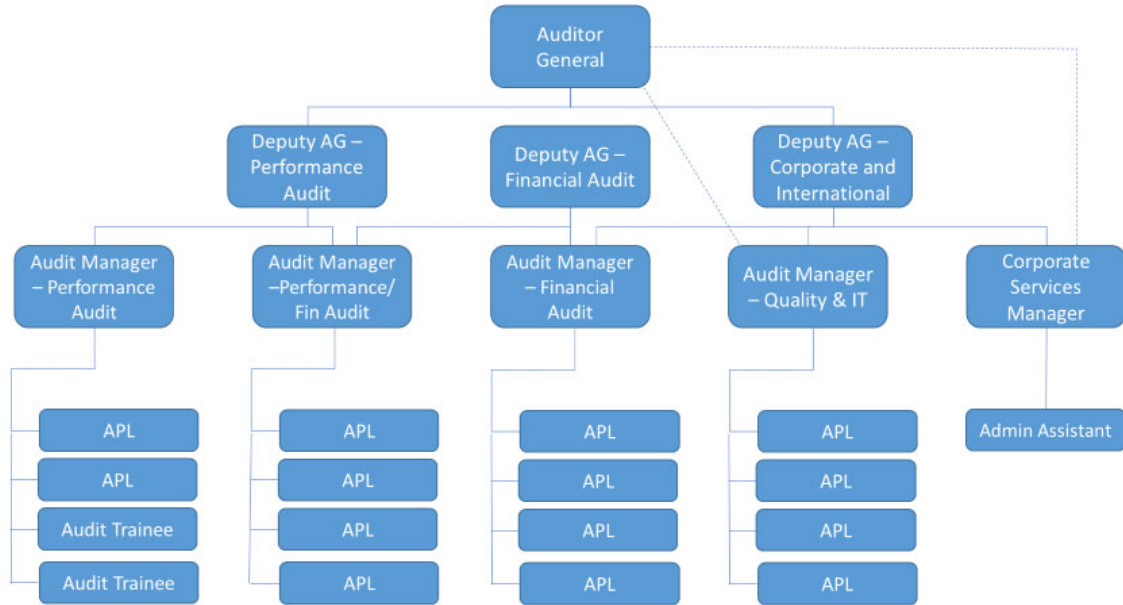 Auditor
General
Deputy AG –
Performance
Audit
Deputy AG –
Financial Audit
Deputy AG –
Corporate and
International
Audit Manager
– Performance
Audit
Audit Manager
–Performance/
Fin Audit
Audit Manager
– Financial
Audit
Audit Manager
– Quality & IT
Corporate
Services
Manager
APL
APL
Audit Trainee
Audit Trainee
APL
APL
APL
APL
APL
APL
APL
APL
APL
APL
APL
APL
Admin Assistant